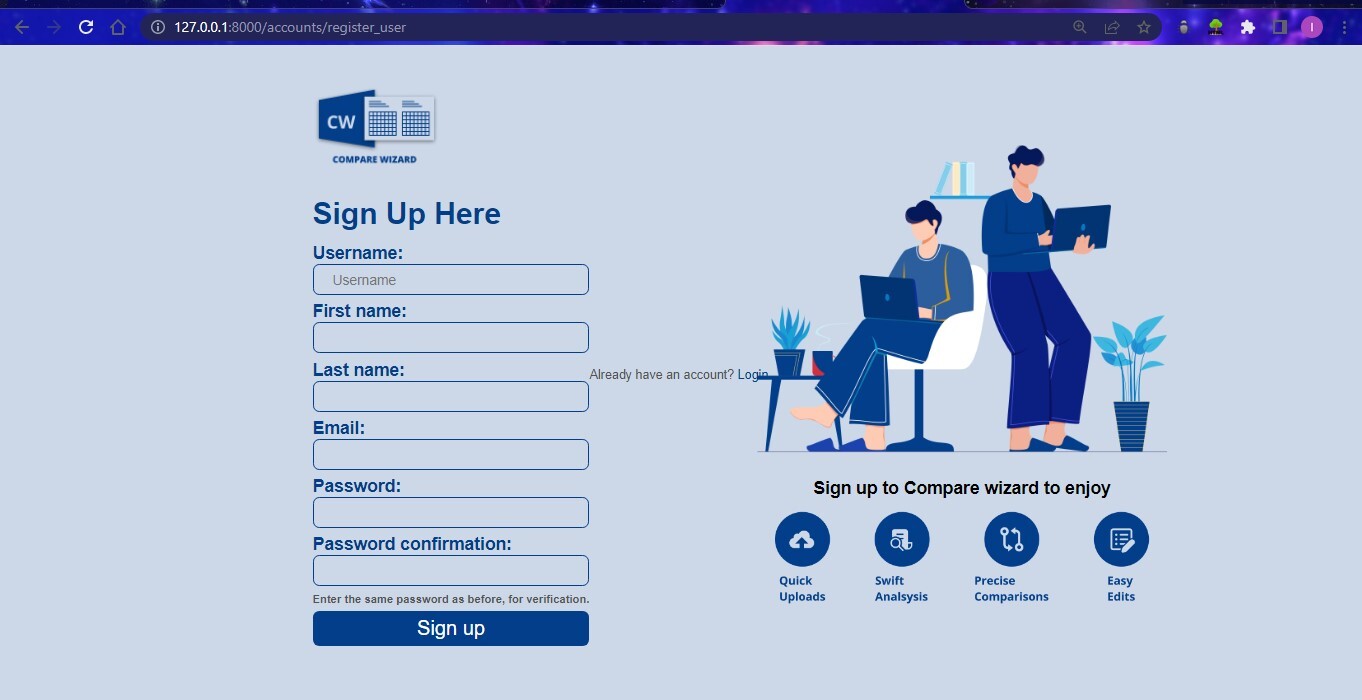 127.0.0.1:8000/accounts/register_user
I
CW
COMPARE WIZARD
Sign Up Here
Username:
Username
First name:
Last name:
Already have an account? Login
Email:
Password:
Password confirmation:
Enter the same password as before, for verification.
Sign up
Sign up to Compare wizard to enjoy
Quick
Uploads
Swift
Analsysis
Precise
Comparisons
Easy
Edits